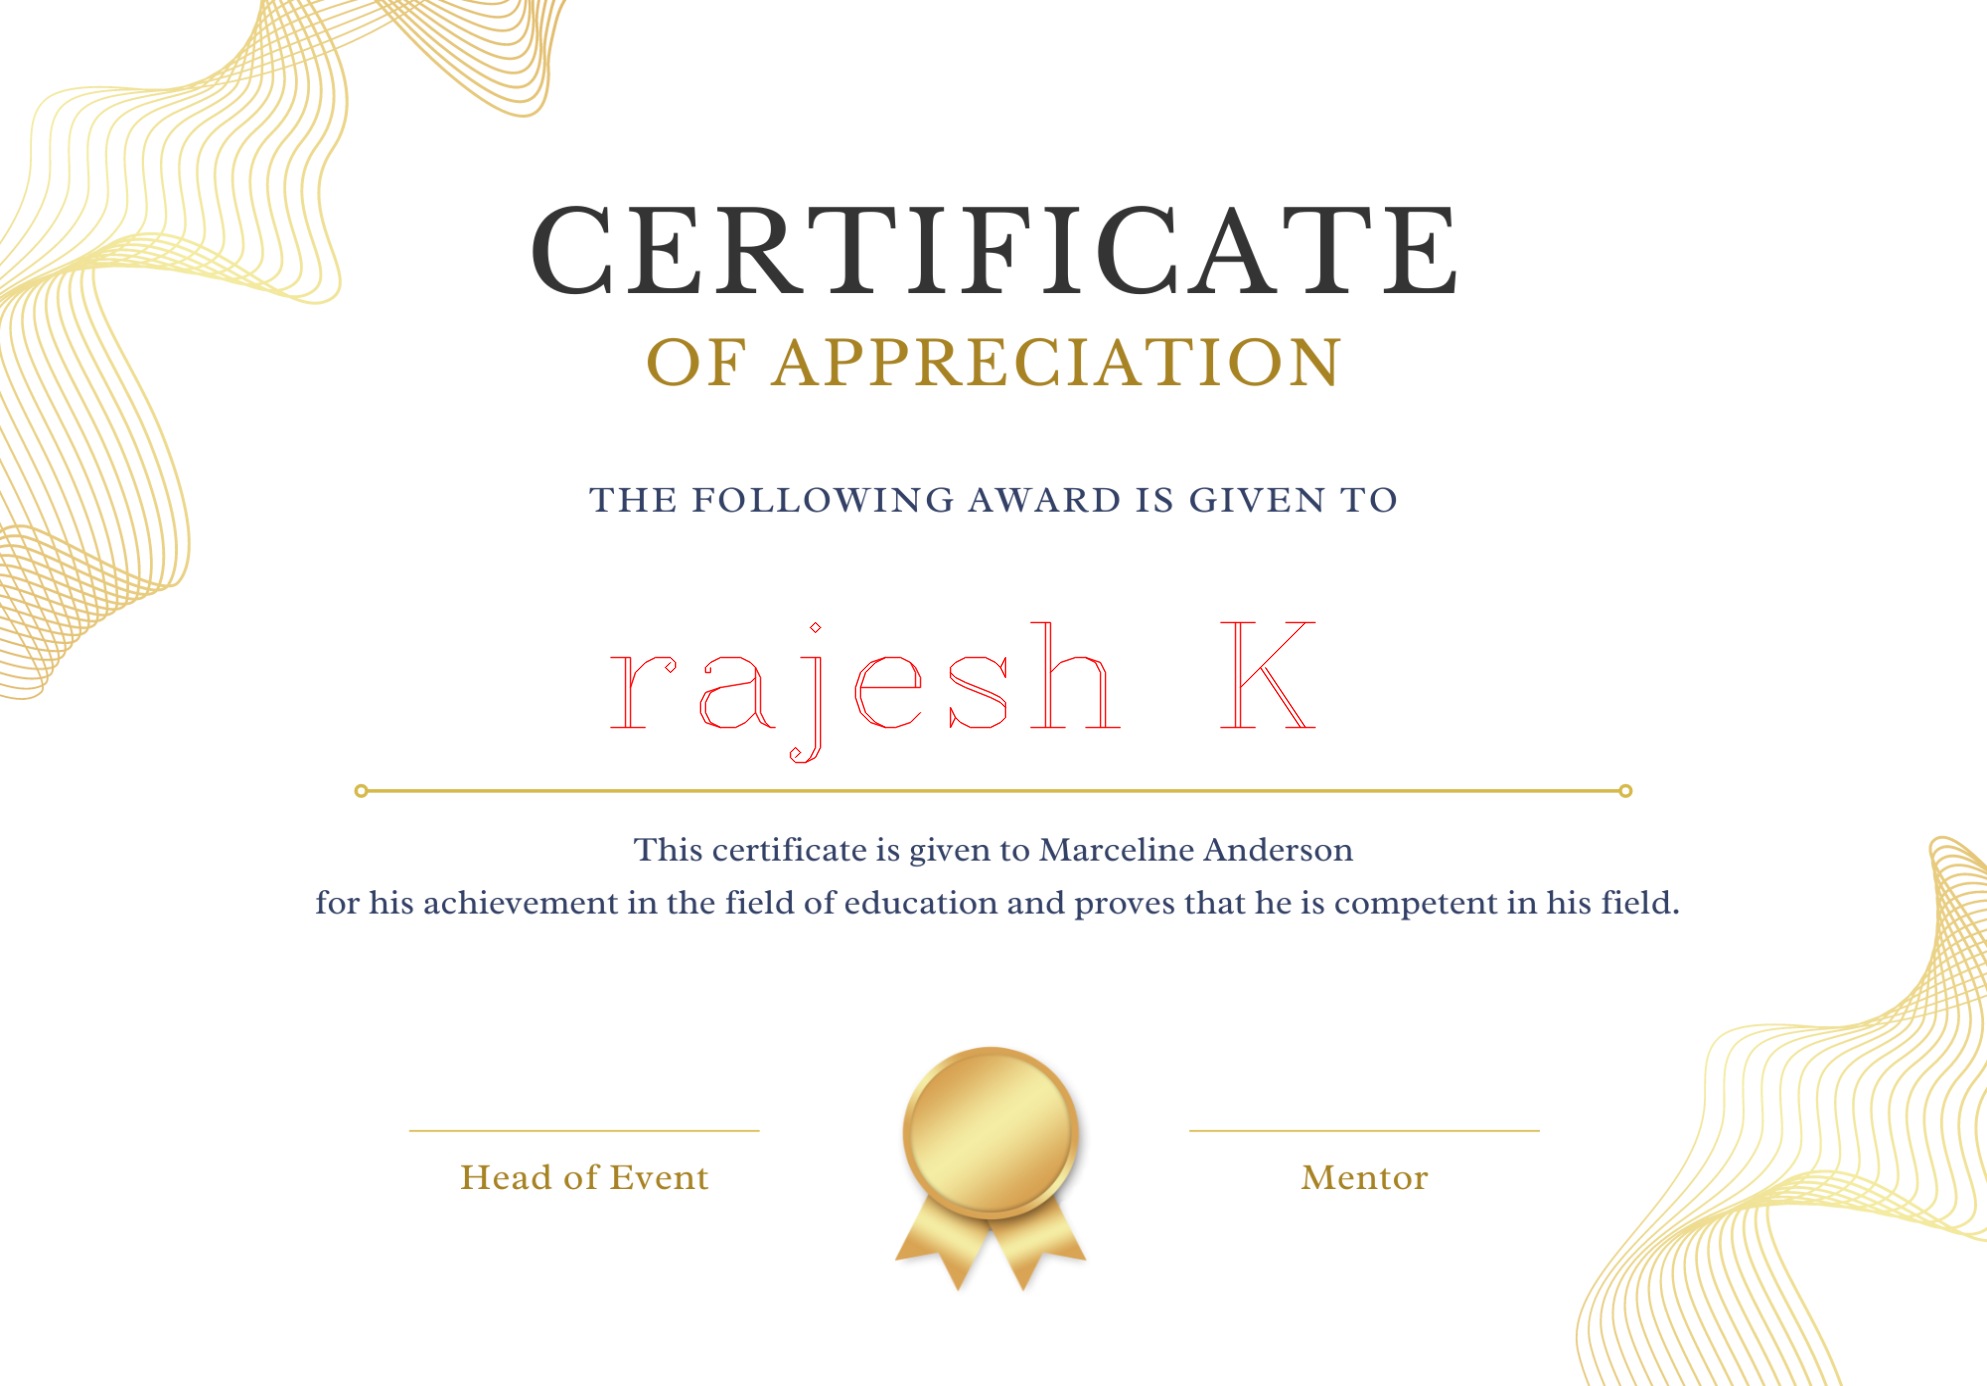 CERTIFICATE
OF APPRECIATION
THE FOLLOWING AWARD IS GIVEN TO
rajesh K
This certificate is given to Marceline Anderson
for his achievement in the field of education and proves that he is competent in his field.
Head of Event
Mentor